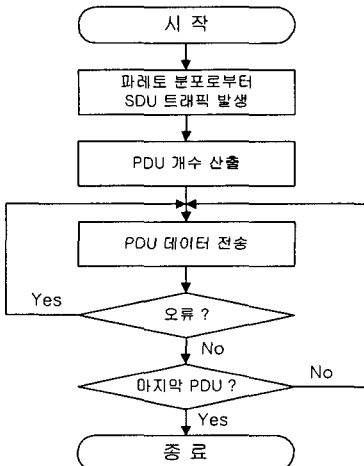 시 작
파레토 분포로부터
SDU 트래픽 발생
PDU 개수 산출
PDU 데이터 전송
Yes
오류 ?
No
마지막 PDU ?
No
Yes
종 료